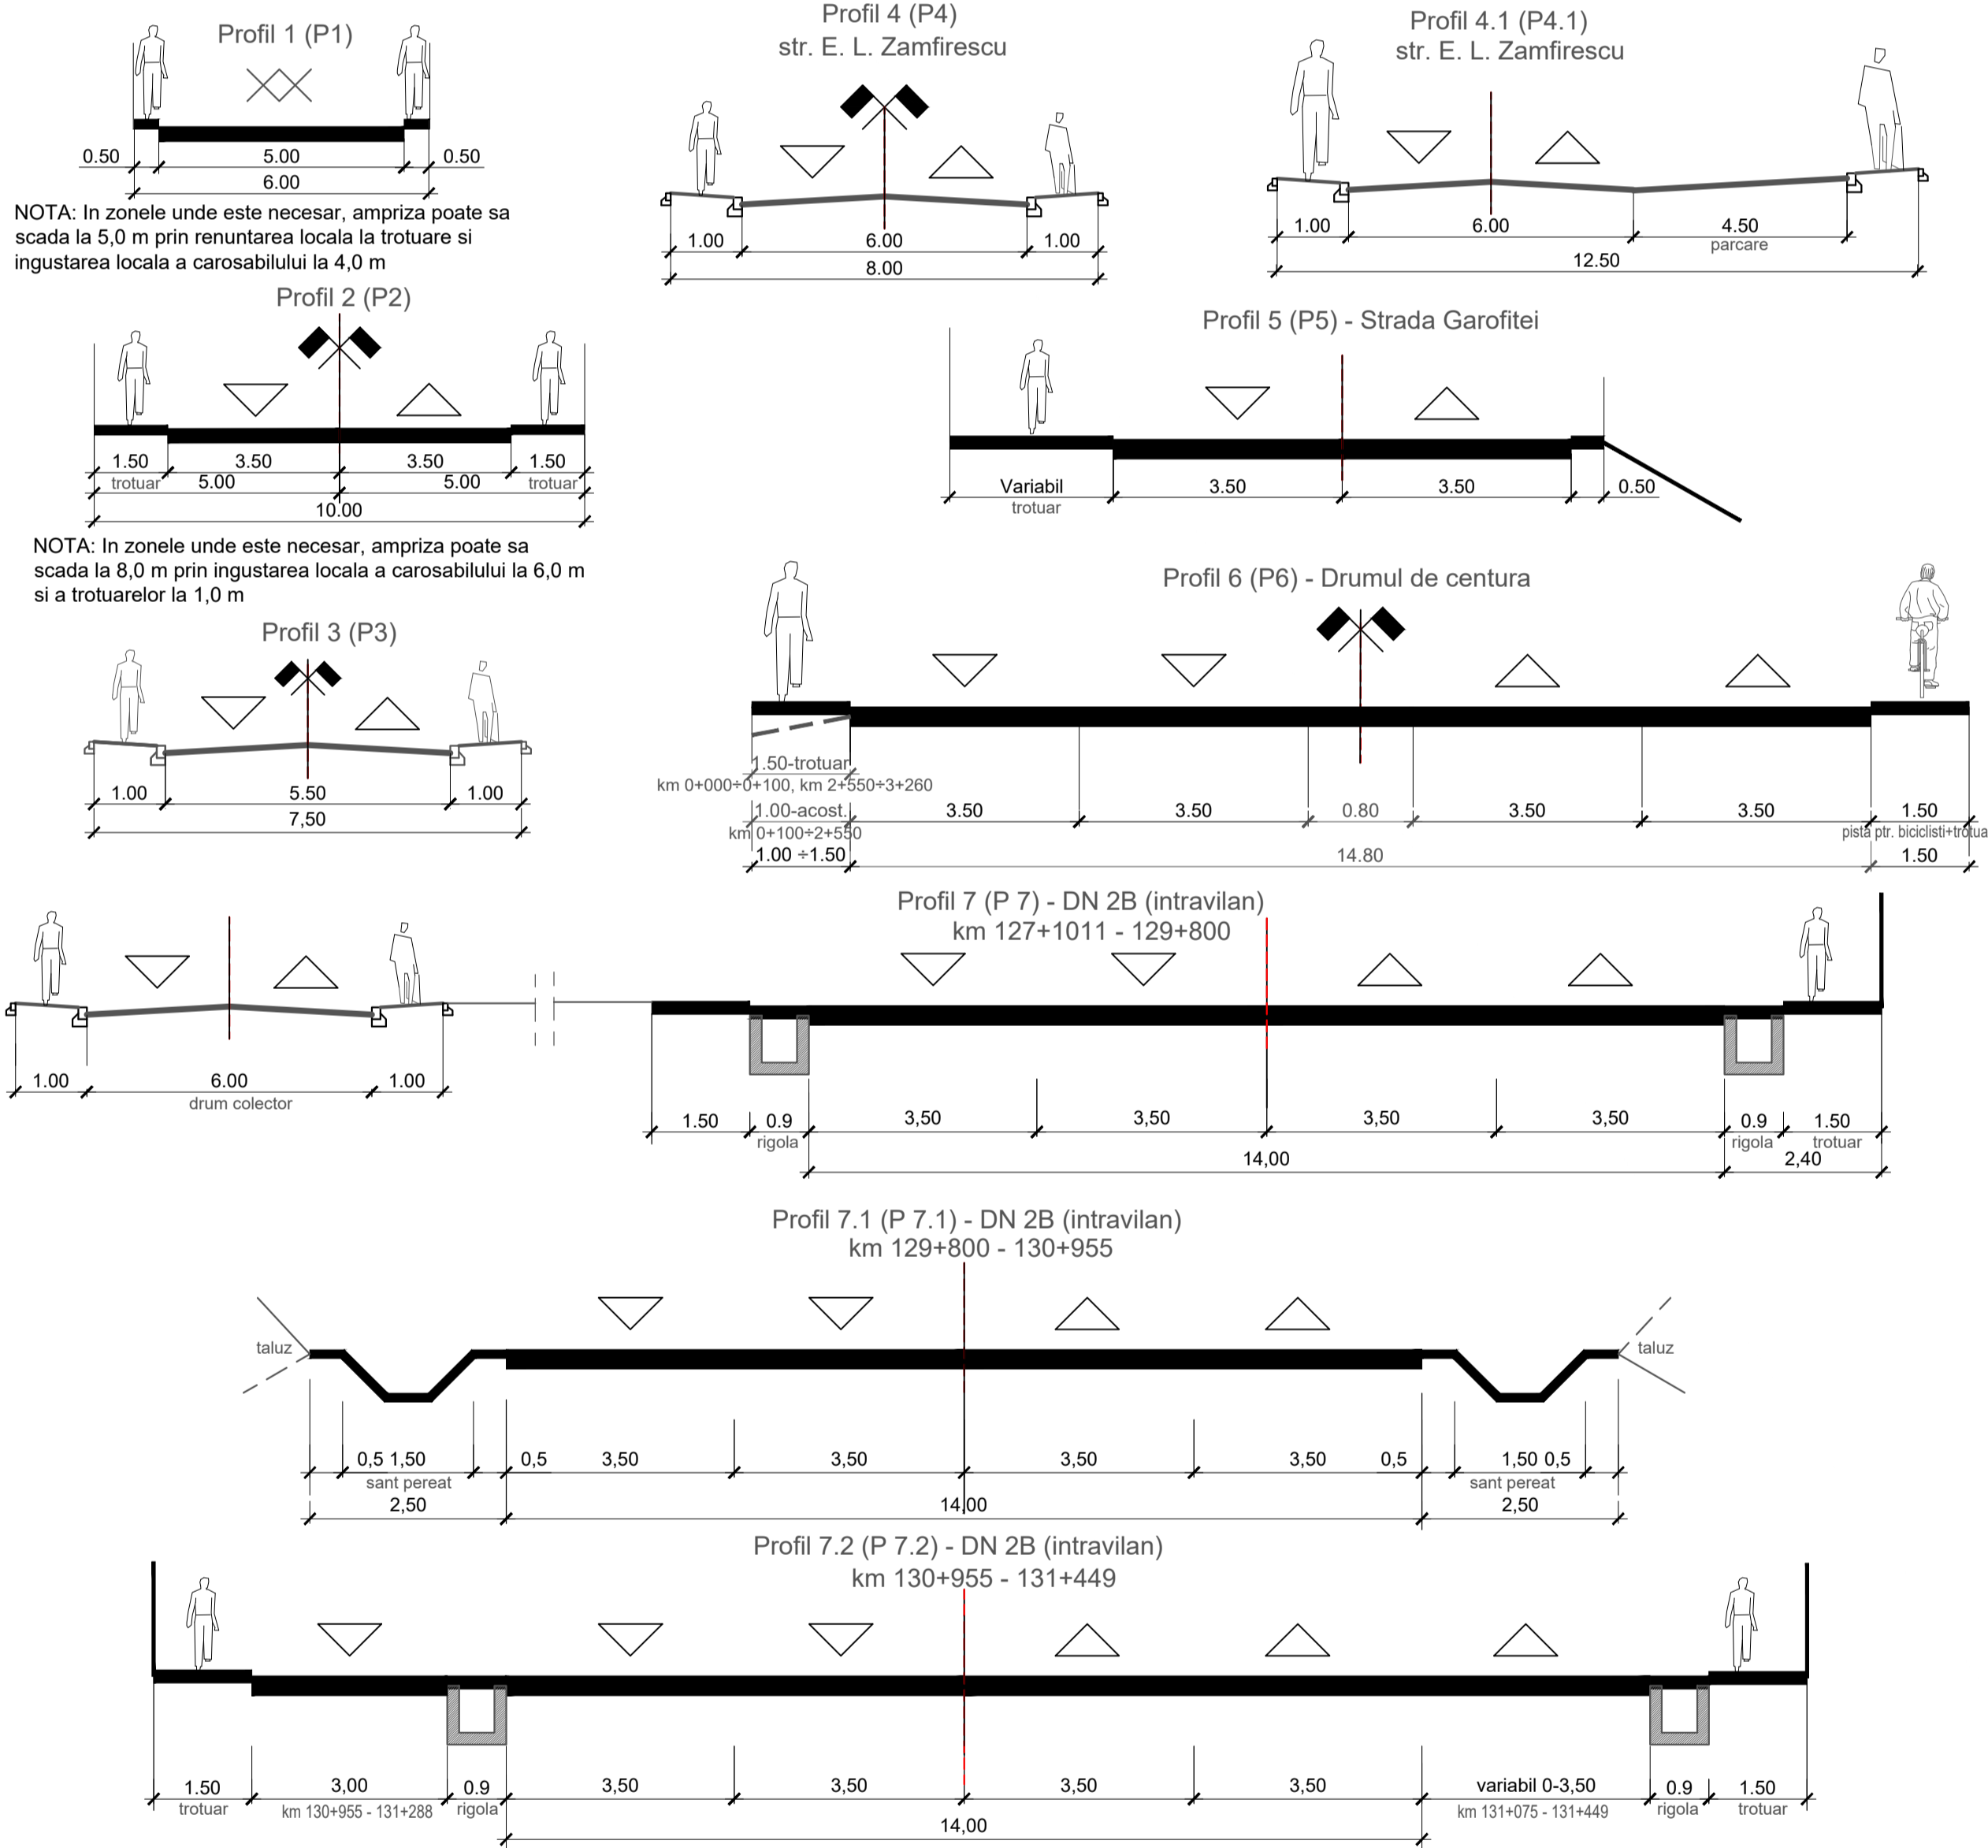 Profil 1 (P1)
0.50 5.00 0.50
6.00
NOTA: In zonele unde este necesar, ampriza poate sa
scada la 5,0 m prin renuntarea locala la trotuare si
ingustarea locala a carosabilului la 4,0 m
Profil 4 (P4)
str. E. L. Zamfirescu
1.00 6.00 1.00
8.00
Profil 4.1 (P4.1)
str. E. L. Zamfirescu
1.00 6.00 4.50
parcare
12.50
Profil 2 (P2)
1.50 3.50 3.50 1.50
trotuar 5.00 5.00 trotuar
10.00
NOTA: In zonele unde este necesar, ampriza poate sa
scada la 8,0 m prin ingustarea locala a carosabilului la 6,0 m
si a trotuarelor la 1,0 m
Profil 5 (P5) - Strada Garofitei
Variabil 3.50 3.50 0.50
trotuar
Profil 3 (P3)
1.00 5.50 1.00
7,50
Profil 6 (P6) - Drumul de centura
1.50-trotuar
km 0+000÷0+100, km 2+550÷3+260
1.00-acost. 3.50 3.50 0.80 3.50 3.50 1.50
km 0+100÷2+550 pista ptr. biciclisti+trotua
1.00 ÷1.50 14.80 1.50
Profil 7 (P 7) - DN 2B (intravilan)
km 127+1011 - 129+800
1.00 6.00 1.00
drum colector
1.50 0.9 3,50 3,50 3,50 3,50 0.9 1.50
rigola rigola trotuar
14,00 2,40
Profil 7.1 (P 7.1) - DN 2B (intravilan)
km 129+800 - 130+955
taluz taluz
0,5 1,50 0,5 3,50 3,50 3,50 3,50 0,5 1,50 0,5
sant pereat sant pereat
2,50 14,00 2,50
Profil 7.2 (P 7.2) - DN 2B (intravilan)
km 130+955 - 131+449
1.50 3,00 0.9 3,50 3,50 3,50 3,50 variabil 0-3,50 0.9 1.50
trotuar km 130+955 - 131+288 rigola km 131+075 - 131+449 rigola trotuar
14,00